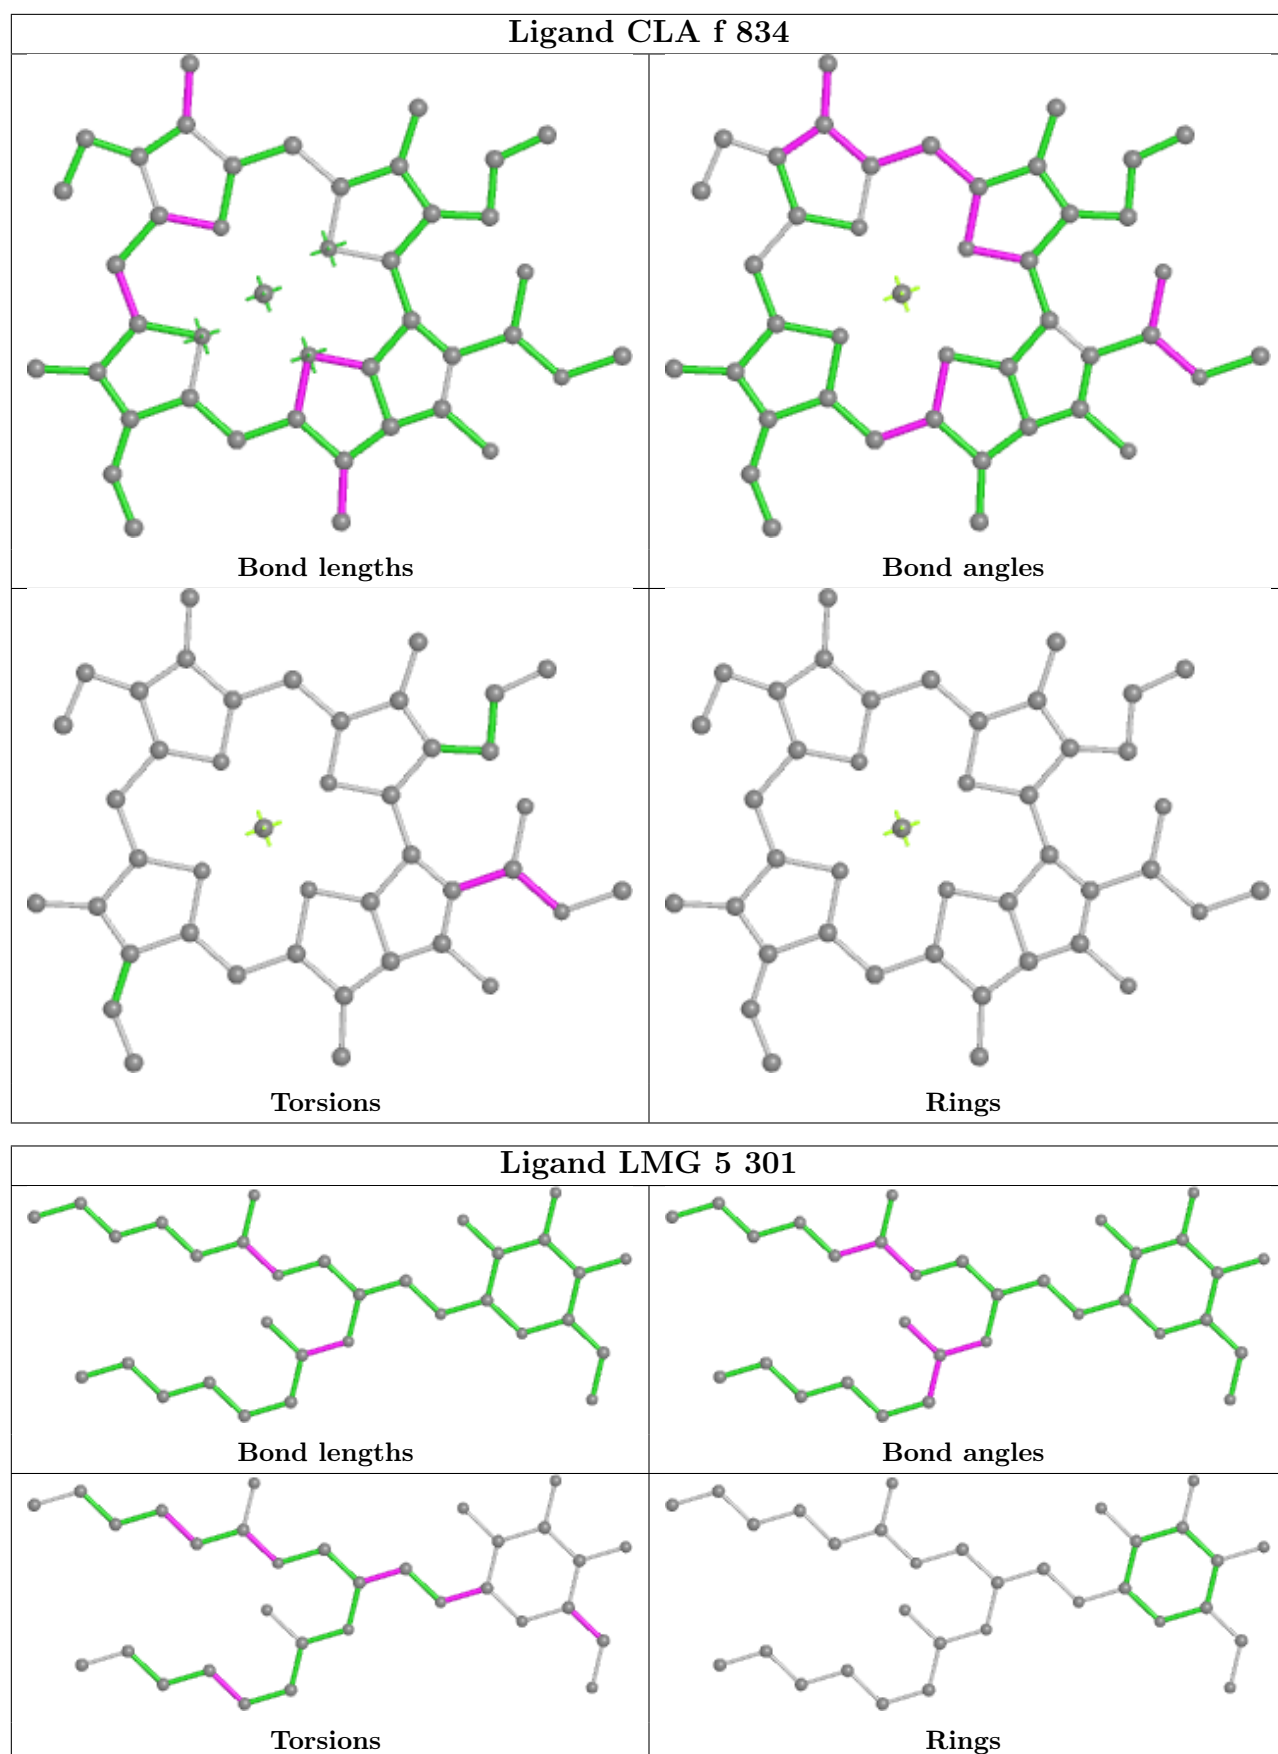 Ligand CLA f 834
Bond lengths
Bond angles
Torsions
Rings
Ligand LMG 5 301
Bond lengths
Bond angles
Torsions
Rings